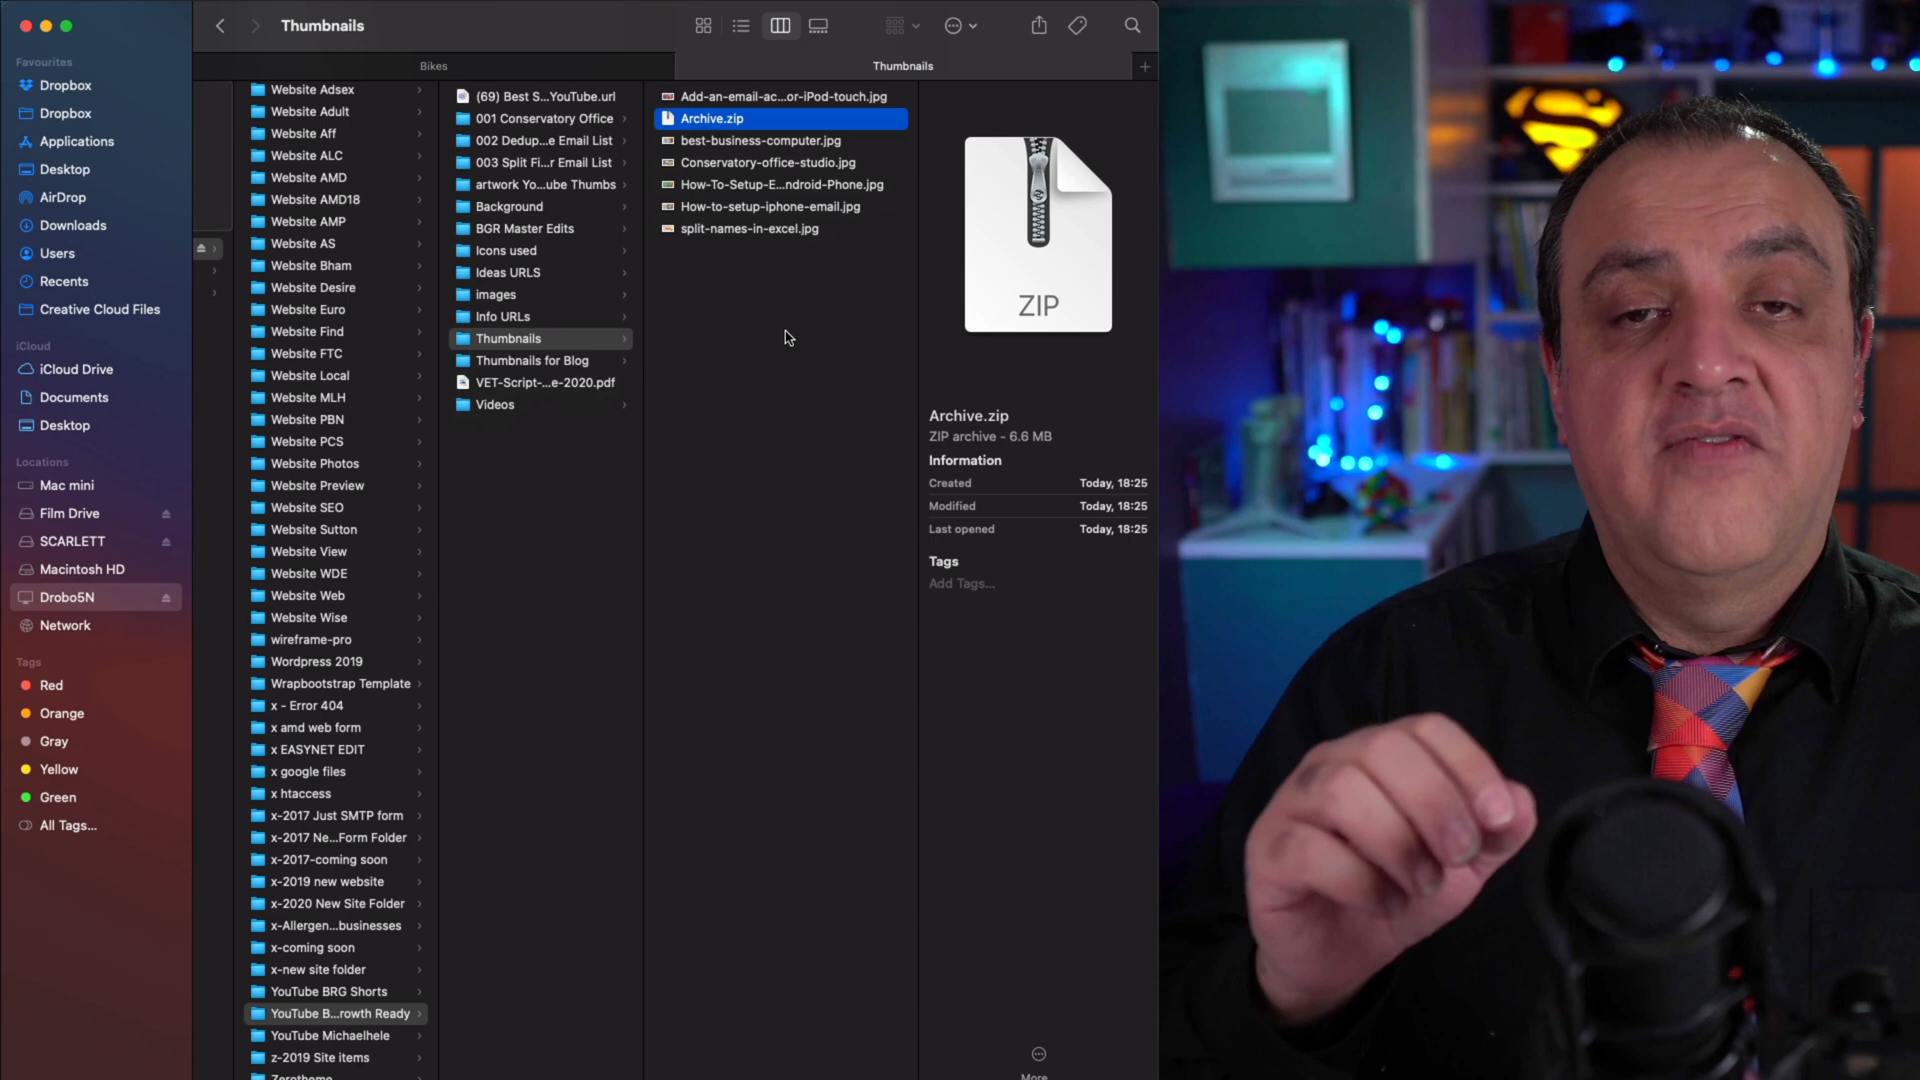 Thumbnails
Bikes
Thumbnails
Favourites
Dropbox
Dropbox
Applications
Desktop
AirDrop
Downloads
Users
Recents
Creative Cloud Files
iCloud
iCloud Drive
Documents
Desktop
Locations
Mac mini
Film Drive
SCARLETT
Macintosh HD
Drobo5N
Network
Tags
Red
Orange
Gray
Yellow
Green
All Tags...
Website Adsex
Website Adult
Website Aff
Website ALC
Website AMD
Website AMD18
Website AMP
Website AS
Website Bham
Website Desire
Website Euro
Website Find
Website FTC
Website Local
Website MLH
Website PBN
Website PCS
Website Photos
Website Preview
Website SEO
Website Sutton
Website View
Website WDE
Website Web
Website Wise
wireframe-pro
Wordpress 2019
Wrapbootstrap Template
x - Error 404
x amd web form
x EASYNET EDIT
x google files
x htaccess
x-2017 Just SMTP form
x-2017 Ne...Form Folder
x-2017-coming soon
x-2019 new website
x-2020 New Site Folder
x-Allergen...businesses
x-coming soon
x-new site folder
YouTube BRG Shorts
YouTube B...rowth Ready
YouTube Michaelhele
z-2019 Site items
Zerotheme
(69) Best S...YouTube.url
001 Conservatory Office
002 Dedup...e Email List
003 Split Fi...r Email List
artwork Yo...ube Thumbs
Background
BGR Master Edits
Icons used
Ideas URLS
images
Info URLs
Thumbnails
Thumbnails for Blog
VET-Script-...e-2020.pdf
Videos
Add-an-email-ac...or-iPod-touch.jpg
Archive.zip
best-business-computer.jpg
Conservatory-office-studio.jpg
How-To-Setup-E...ndroid-Phone.jpg
How-to-setup-iphone-email.jpg
split-names-in-excel.jpg
ZIP
Archive.zip
ZIP archive - 6.6 MB
Information
Created Today, 18:25
Modified Today, 18:25
Last opened Today, 18:25
Tags
Add Tags...
More